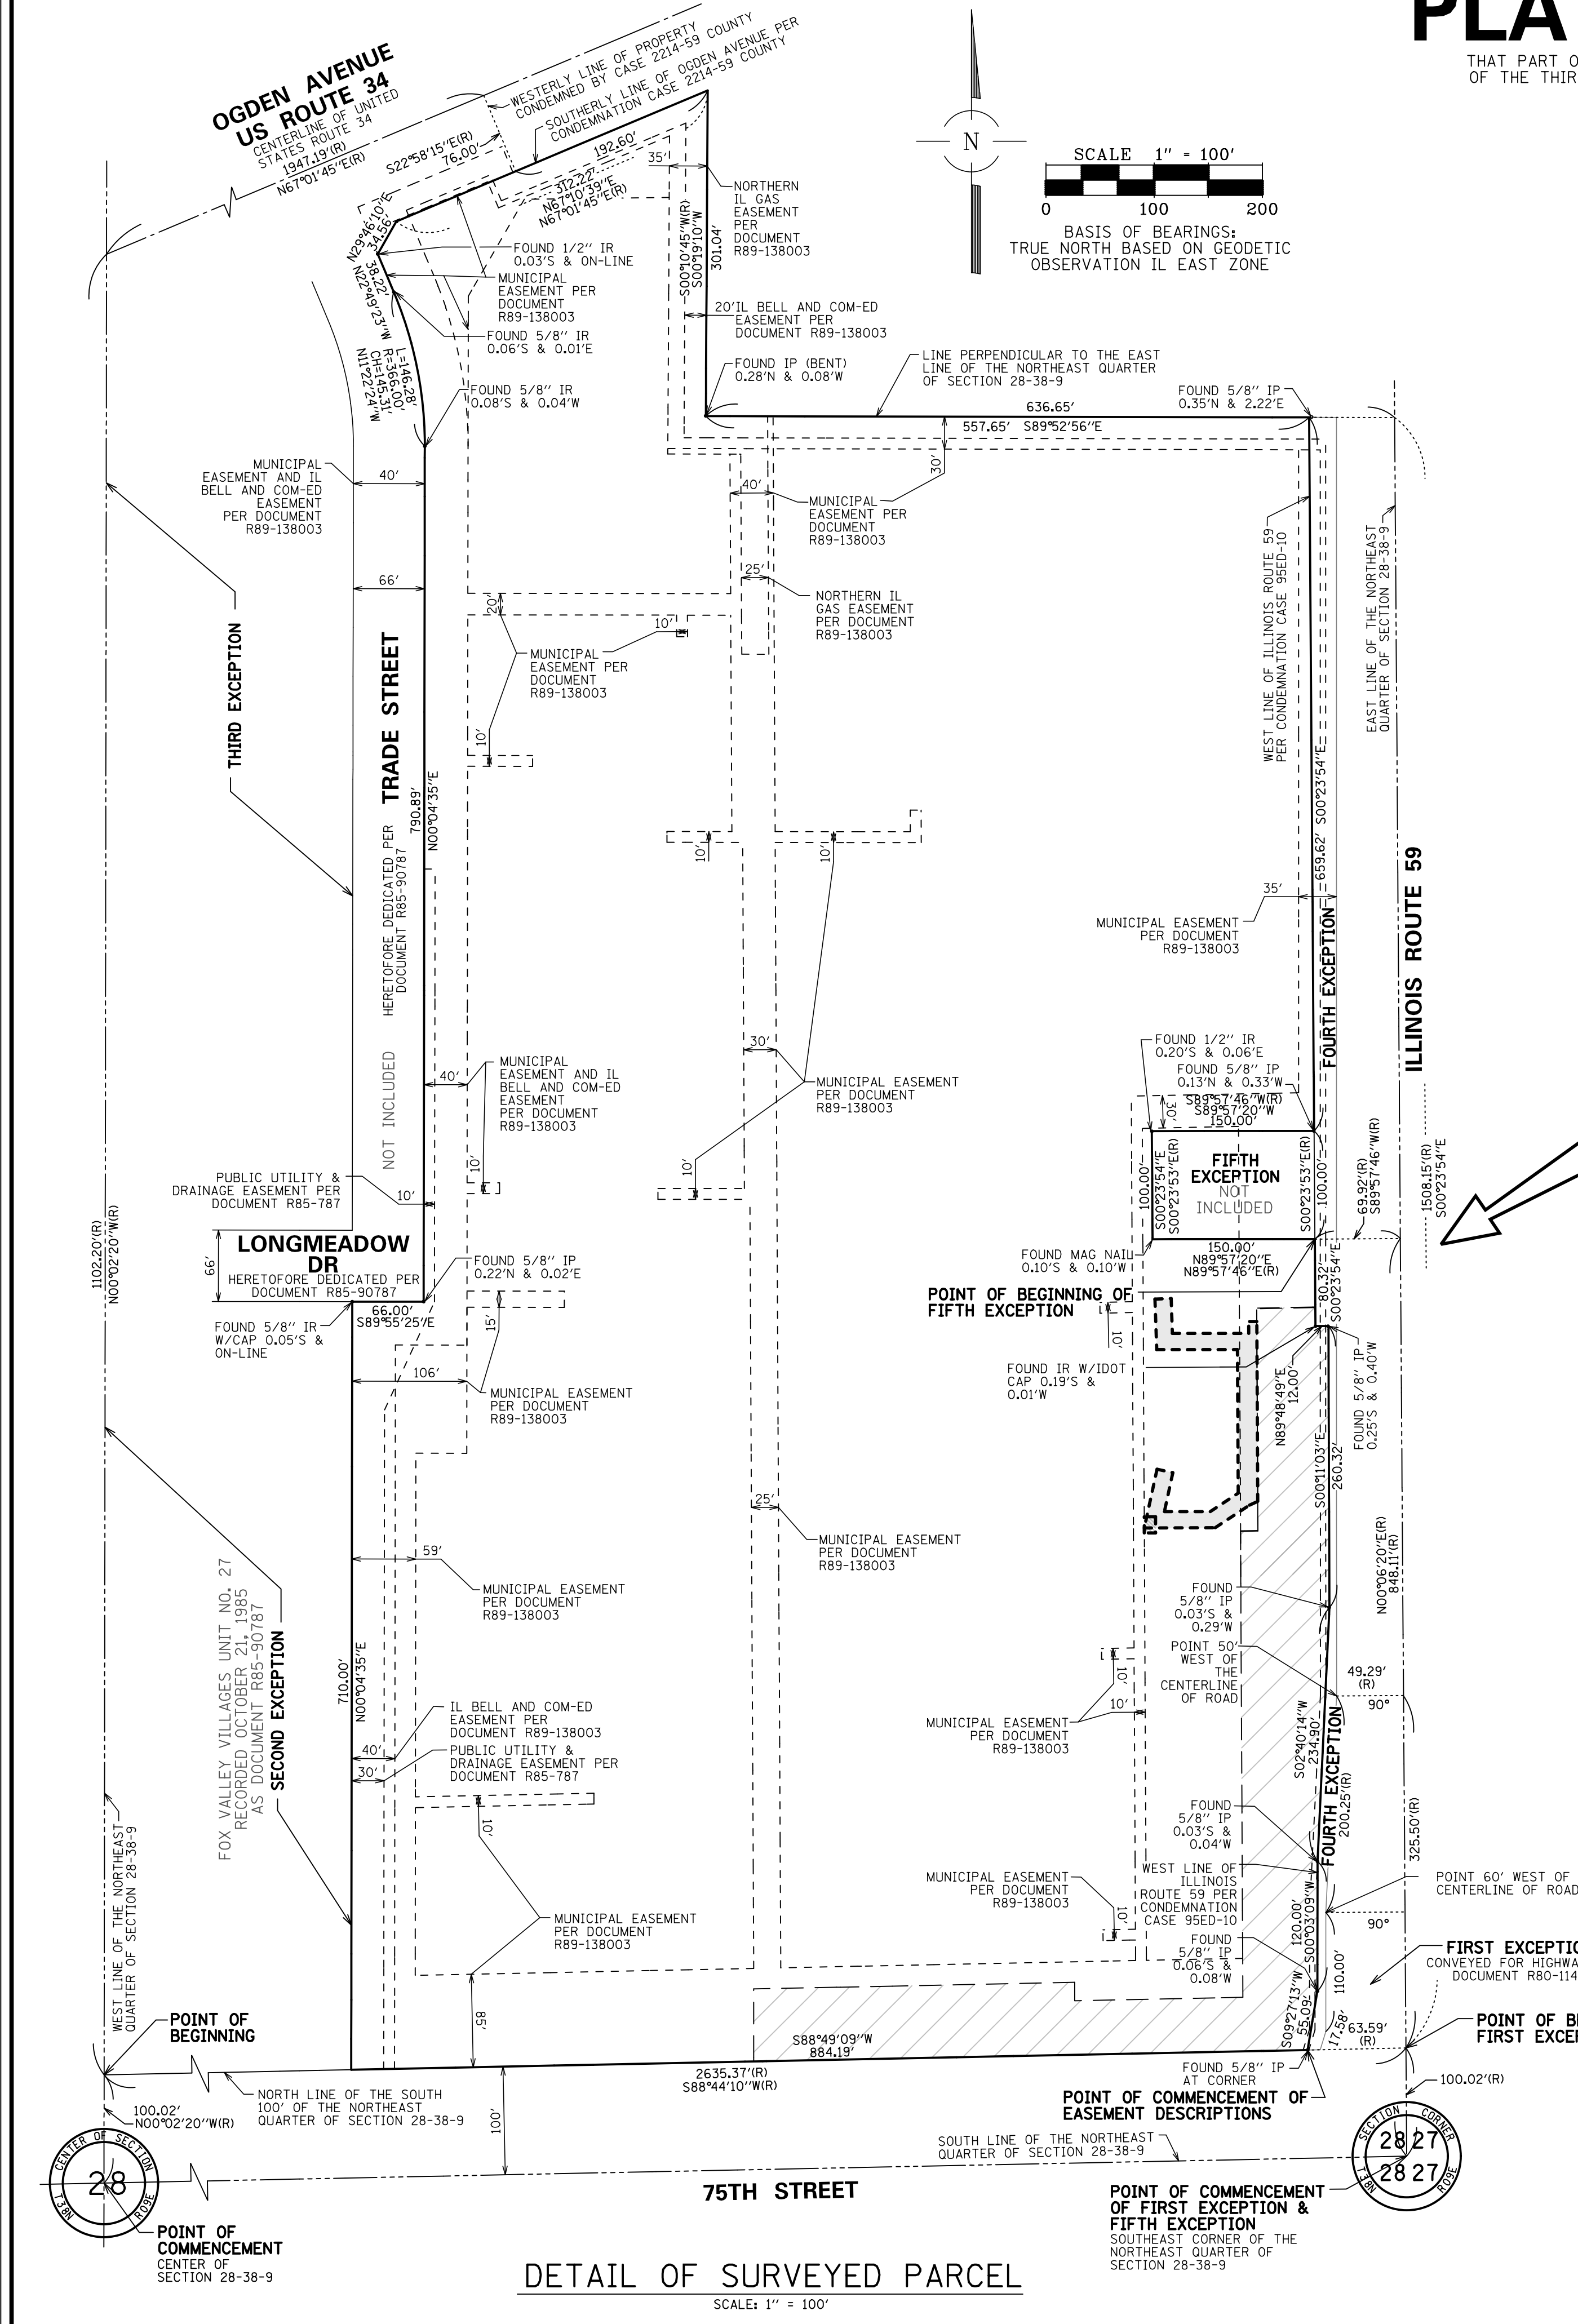 PLA
THAT PART O
OF THE THIR
OGDEN AVENUE
US ROUTE 34
CENTERLINE OF UNITED
STATES ROUTE 34
1947.19'(R)
N67°01'45"E(R)
S22°58'15"E(R)
76.00'
WESTERLY LINE OF PROPERTY
CONDEMNED BY CASE 2214-59 COUNTY
SOUTHERLY LINE OF OGDEN AVENUE PER
CONDEMNATION CASE 2214-59 COUNTY
192.60'
312.22'
N67°10'39"E
N67°01'45"E(R)
35'
N
SCALE 1" = 100'
0 100 200
BASIS OF BEARINGS:
TRUE NORTH BASED ON GEODETIC
OBSERVATION IL EAST ZONE
NORTHERN
IL GAS
EASEMENT
PER
DOCUMENT
R89-138003
S00°10'45"W(R)
S00°19'10"W
301.04'
N29°46'10"E
34.56'
38.22'
N22°49'23"W
FOUND 1/2" IR
0.03'S & ON-LINE
MUNICIPAL
EASEMENT PER
DOCUMENT
R89-138003
FOUND 5/8" IR
0.06'S & 0.01'E
L=146.28'
R=366.00'
CH=145.31'
N11°22'24"W
FOUND 5/8" IR
0.08'S & 0.04'W
20'IL BELL AND COM-ED
EASEMENT PER
DOCUMENT R89-138003
FOUND IP (BENT)
0.28'N & 0.08'W
LINE PERPENDICULAR TO THE EAST
LINE OF THE NORTHEAST QUARTER
OF SECTION 28-38-9
FOUND 5/8" IP
0.35'N & 2.22'E
636.65'
557.65' S89°52'56"E
30'
MUNICIPAL
EASEMENT AND IL
BELL AND COM-ED
EASEMENT
PER DOCUMENT
R89-138003
40'
66'
40'
MUNICIPAL
EASEMENT PER
DOCUMENT
R89-138003
25'
NORTHERN IL
GAS EASEMENT
PER DOCUMENT
R89-138003
20'
10'
MUNICIPAL
EASEMENT PER
DOCUMENT
R89-138003
10'
WEST LINE OF ILLINOIS ROUTE 59
PER CONDEMNATION CASE 95ED-10
EAST LINE OF THE NORTHEAST
QUARTER OF SECTION 28-38-9
THIRD EXCEPTION
TRADE STREET
HERETOFORE DEDICATED PER
DOCUMENT R85-90787
NOT INCLUDED
790.89'
N00°04'35"E
10'
10'
659.62' S00°23'54"E
FOURTH EXCEPTION
ILLINOIS ROUTE 59
35'
MUNICIPAL EASEMENT
PER DOCUMENT
R89-138003
40'
MUNICIPAL
EASEMENT AND IL
BELL AND COM-ED
EASEMENT
PER DOCUMENT
R89-138003
10'
30'
MUNICIPAL EASEMENT
PER DOCUMENT
R89-138003
10'
FOUND 1/2" IR
0.20'S & 0.06'E
FOUND 5/8" IP
0.13'N & 0.33'W
S89°57'46"W(R)
S89°57'20"W
150.00'
30'
FIFTH
EXCEPTION
NOT
INCLUDED
100.00'
S00°23'54"E
S00°23'53"E(R)
S00°23'53"E(R)
100.00'
150.00'
N89°57'20"E
N89°57'46"E(R)
69.92'(R)
S89°57'46"W(R)
1508.15'(R)
S00°23'54"E
PUBLIC UTILITY &
DRAINAGE EASEMENT PER
DOCUMENT R85-787
10'
1102.20'(R)
N00°02'20"W(R)
66'
LONGMEADOW
DR
HERETOFORE DEDICATED PER
DOCUMENT R85-90787
66.00'
S89°55'25"E
FOUND 5/8" IP
0.22'N & 0.02'E
FOUND 5/8" IR
W/CAP 0.05'S &
ON-LINE
15'
106'
MUNICIPAL EASEMENT
PER DOCUMENT
R89-138003
FOUND MAG NAIL
0.10'S & 0.10'W
POINT OF BEGINNING OF
FIFTH EXCEPTION
10'
FOUND IR W/IDOT
CAP 0.19'S &
0.01'W
80.32'
S00°23'54"E
N89°48'49"E
12.00'
FOUND 5/8" IP
0.25'S & 0.40'W
S00°11'03"E
260.32'
25'
MUNICIPAL EASEMENT
PER DOCUMENT
R89-138003
59'
MUNICIPAL EASEMENT
PER DOCUMENT
R89-138003
N00°06'20"E(R)
848.11'(R)
FOX VALLEY VILLAGES UNIT NO. 27
RECORDED OCTOBER 21, 1985
AS DOCUMENT R85-90787
SECOND EXCEPTION
710.00'
N00°04'35"E
FOUND
5/8" IP
0.03'S &
0.29'W
POINT 50'
WEST OF
THE
CENTERLINE
OF ROAD
49.29'
(R)
90°
10'
10'
MUNICIPAL EASEMENT
PER DOCUMENT
R89-138003
IL BELL AND COM-ED
EASEMENT PER
DOCUMENT R89-138003
PUBLIC UTILITY &
DRAINAGE EASEMENT PER
DOCUMENT R85-787
40'
30'
S02°40'14"W
234.90'
FOURTH EXCEPTION
200.25'(R)
325.50'(R)
10'
FOUND
5/8" IP
0.03'S &
0.04'W
WEST LINE OF
ILLINOIS
ROUTE 59 PER
CONDEMNATION
CASE 95ED-10
MUNICIPAL EASEMENT
PER DOCUMENT
R89-138003
10'
POINT 60' WEST OF
CENTERLINE OF ROAD
90°
WEST LINE OF THE NORTHEAST
QUARTER OF SECTION 28-38-9
MUNICIPAL EASEMENT
PER DOCUMENT
R89-138003
85'
FOUND
5/8" IP
0.06'S &
0.08'W
120.00'
S00°03'09"W
110.00'
FIRST EXCEPTIO
CONVEYED FOR HIGHWA
DOCUMENT R80-114
POINT OF
BEGINNING
S09°27'13"W
55.09'
17.58'
63.59'
(R)
POINT OF B
FIRST EXCE
S88°49'09"W
884.19'
2635.37'(R)
S88°44'10"W(R)
FOUND 5/8" IP
AT CORNER
POINT OF COMMENCEMENT OF
EASEMENT DESCRIPTIONS
100.02'(R)
100.02'
N00°02'20"W(R)
NORTH LINE OF THE SOUTH
100' OF THE NORTHEAST
QUARTER OF SECTION 28-38-9
100'
SOUTH LINE OF THE NORTHEAST
QUARTER OF SECTION 28-38-9
CENTER OF SECTION
28
T38N R09E
SECTION CORNER
28 27
28 27
T38N R09E
75TH STREET
POINT OF
COMMENCEMENT
CENTER OF
SECTION 28-38-9
POINT OF COMMENCEMENT
OF FIRST EXCEPTION &
FIFTH EXCEPTION
SOUTHEAST CORNER OF THE
NORTHEAST QUARTER OF
SECTION 28-38-9
DETAIL OF SURVEYED PARCEL
SCALE: 1" = 100'